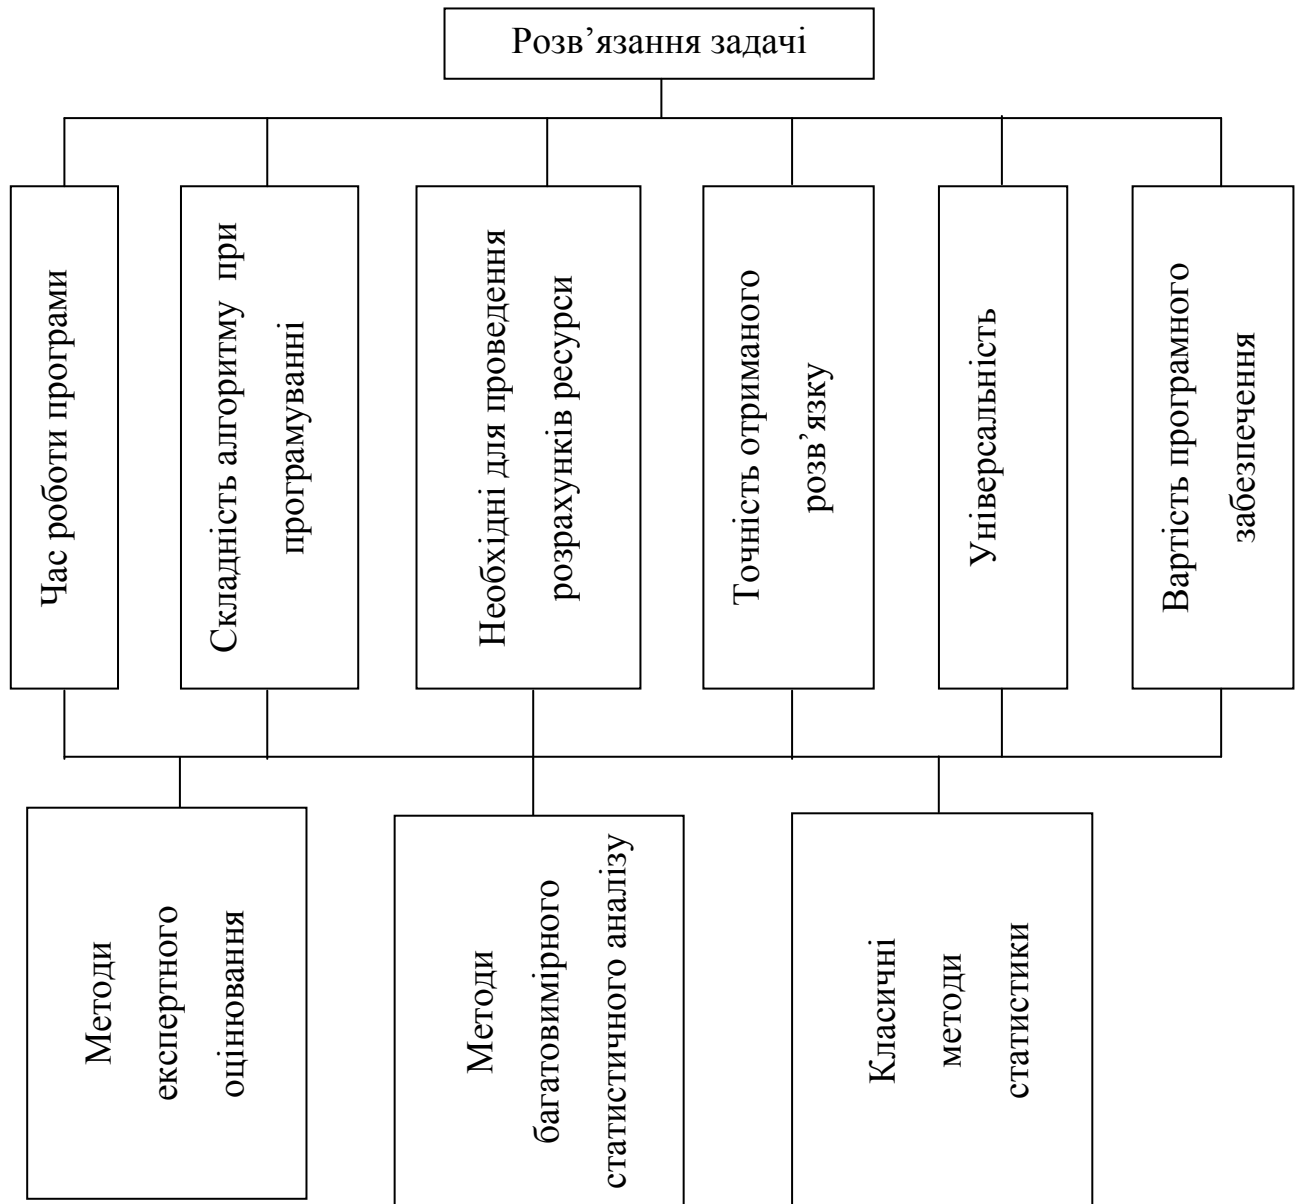 Розв’язання задачі
Час роботи програми
Складність алгоритму при
програмуванні
Необхідні для проведення
розрахунків ресурси
Точність отриманого
розв’язку
Універсальність
Вартість програмного
забезпечення
Методи
експертного
оцінювання
Методи
багатовимірного
статистичного аналізу
Класичні
методи
статистики